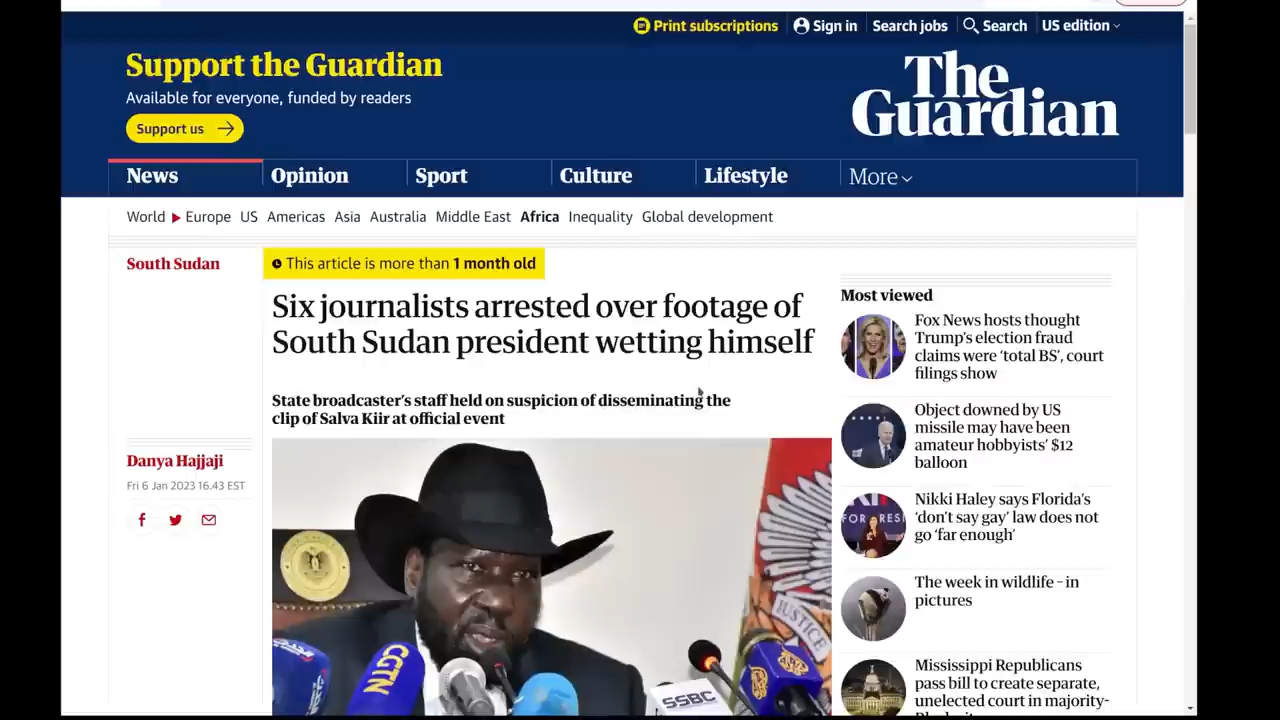 Print subscriptions
Sign in
Search jobs
Search
US edition
Support the Guardian
Available for everyone, funded by readers
Support us
The
Guardian
News
Opinion
Sport
Culture
Lifestyle
More
World
Europe
US
Americas
Asia
Australia
Middle East
Africa
Inequality
Global development
South Sudan
This article is more than 1 month old
Six journalists arrested over footage of
South Sudan president wetting himself
State broadcaster's staff held on suspicion of disseminating the
clip of Salva Kiir at official event
Danya Hajjaji
Fri 6 Jan 2023 16.43 EST
CGTN
SSBC
JUSTICE
Most viewed
Fox News hosts thought
Trump's election fraud
claims were 'total BS', court
filings show
Object downed by US
missile may have been
amateur hobbyists' $12
balloon
FOR PRESI
Nikki Haley says Florida's
'don't say gay' law does not
go 'far enough'
The week in wildlife – in
pictures
Mississippi Republicans
pass bill to create separate,
unelected court in majority-